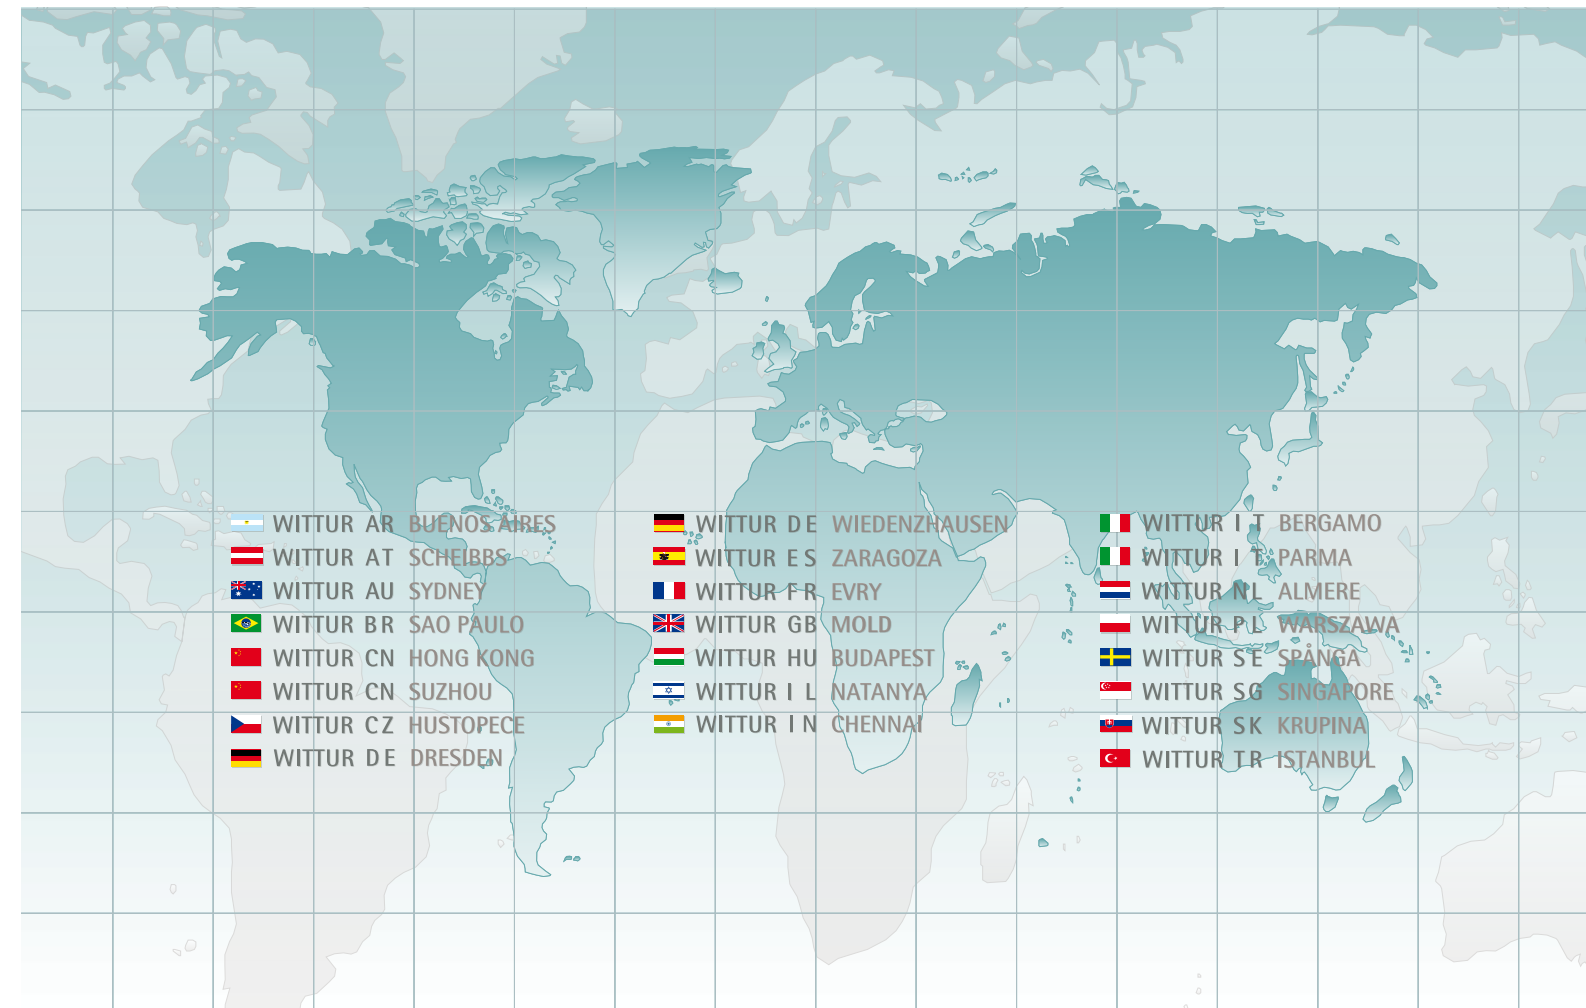 WITTUR AR BUENOS AIRES
WITTUR AT SCHEIBBS
WITTUR AU SYDNEY
WITTUR BR SAO PAULO
WITTUR CN HONG KONG
WITTUR CN SUZHOU
WITTUR CZ HUSTOPECE
WITTUR DE DRESDEN
WITTUR DE WIEDENZHAUSEN
WITTUR ES ZARAGOZA
WITTUR FR EVRY
WITTUR GB MOLD
WITTUR HU BUDAPEST
WITTUR IL NATANYA
WITTUR IN CHENNAI
WITTUR IT BERGAMO
WITTUR IT PARMA
WITTUR NL ALMERE
WITTUR PL WARSZAWA
WITTUR SE SPÅNGA
WITTUR SG SINGAPORE
WITTUR SK KRUPINA
WITTUR TR ISTANBUL